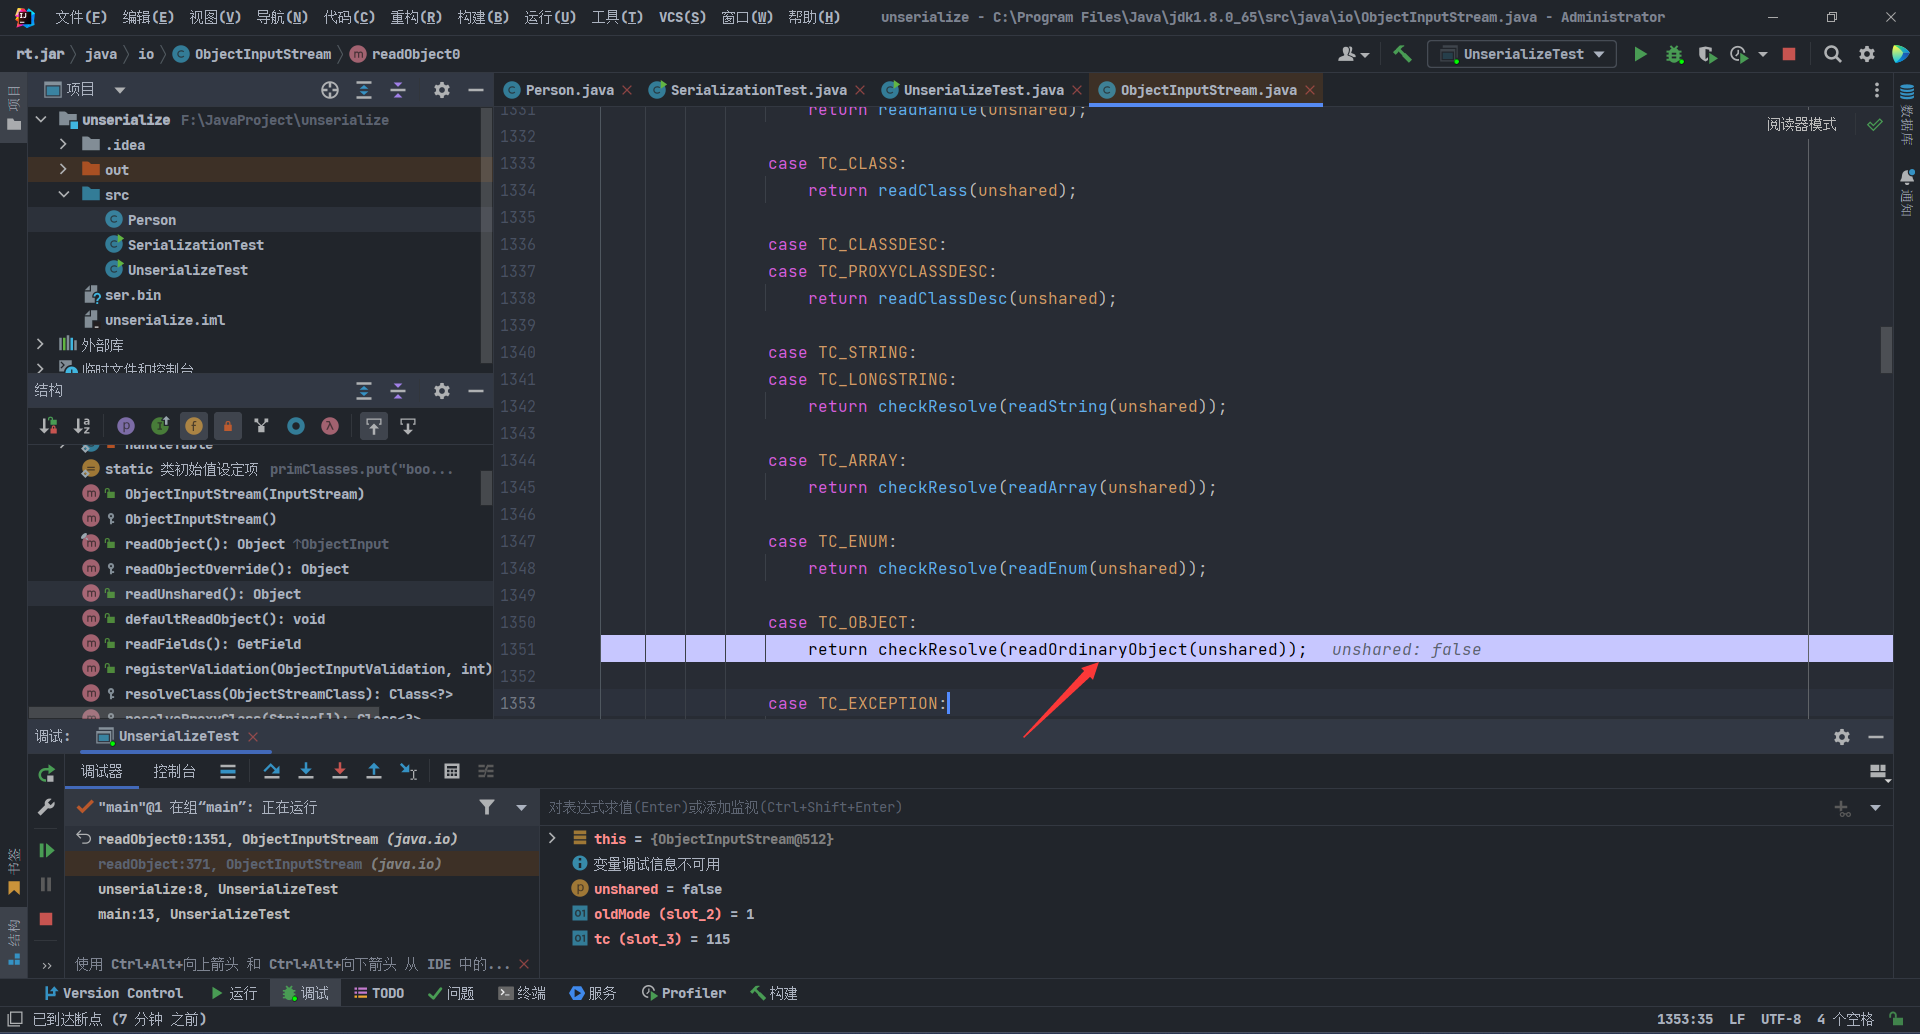 文件(F) 编辑(E) 视图(V) 导航(N) 代码(C) 重构(R) 构建(B) 运行(U) 工具(T) VCS(S) 窗口(W) 帮助(H) unserialize - C:\Program Files\Java\jdk1.8.0_65\src\java\io\ObjectInputStream.java - Administrator
rt.jar java io ObjectInputStream readObject0 UnserializeTest
项目
Person.java SerializationTest.java UnserializeTest.java ObjectInputStream.java
项目
数据库
通知
unserialize F:\JavaProject\unserialize
.idea
out
src
Person
SerializationTest
UnserializeTest
ser.bin
unserialize.iml
外部库
临时文件和控制台
阅读器模式
1331 return readHandle(unshared);
1332
1333 case TC_CLASS:
1334 return readClass(unshared);
1335
1336 case TC_CLASSDESC:
1337 case TC_PROXYCLASSDESC:
1338 return readClassDesc(unshared);
1339
1340 case TC_STRING:
1341 case TC_LONGSTRING:
1342 return checkResolve(readString(unshared));
1343
1344 case TC_ARRAY:
1345 return checkResolve(readArray(unshared));
1346
1347 case TC_ENUM:
1348 return checkResolve(readEnum(unshared));
1349
1350 case TC_OBJECT:
1351 return checkResolve(readOrdinaryObject(unshared)); unshared: false
1352
1353 case TC_EXCEPTION:
结构
handleTable
static 类初始值设定项 primClasses.put("boo...
ObjectInputStream(InputStream)
ObjectInputStream()
readObject(): Object ↑ObjectInput
readObjectOverride(): Object
readUnshared(): Object
defaultReadObject(): void
readFields(): GetField
registerValidation(ObjectInputValidation, int)
resolveClass(ObjectStreamClass): Class<?>
resolveProxyClass(String[]): Class<?>
调试: UnserializeTest
调试器 控制台
"main"@1 在组“main”: 正在运行
对表达式求值(Enter)或添加监视(Ctrl+Shift+Enter)
readObject0:1351, ObjectInputStream (java.io)
readObject:371, ObjectInputStream (java.io)
unserialize:8, UnserializeTest
main:13, UnserializeTest
this = {ObjectInputStream@512}
变量调试信息不可用
unshared = false
oldMode (slot_2) = 1
tc (slot_3) = 115
使用 Ctrl+Alt+向上箭头 和 Ctrl+Alt+向下箭头 从 IDE 中的...
书签
结构
Version Control 运行 调试 TODO 问题 终端 服务 Profiler 构建
已到达断点 (7 分钟 之前)
1353:35 LF UTF-8 4 个空格